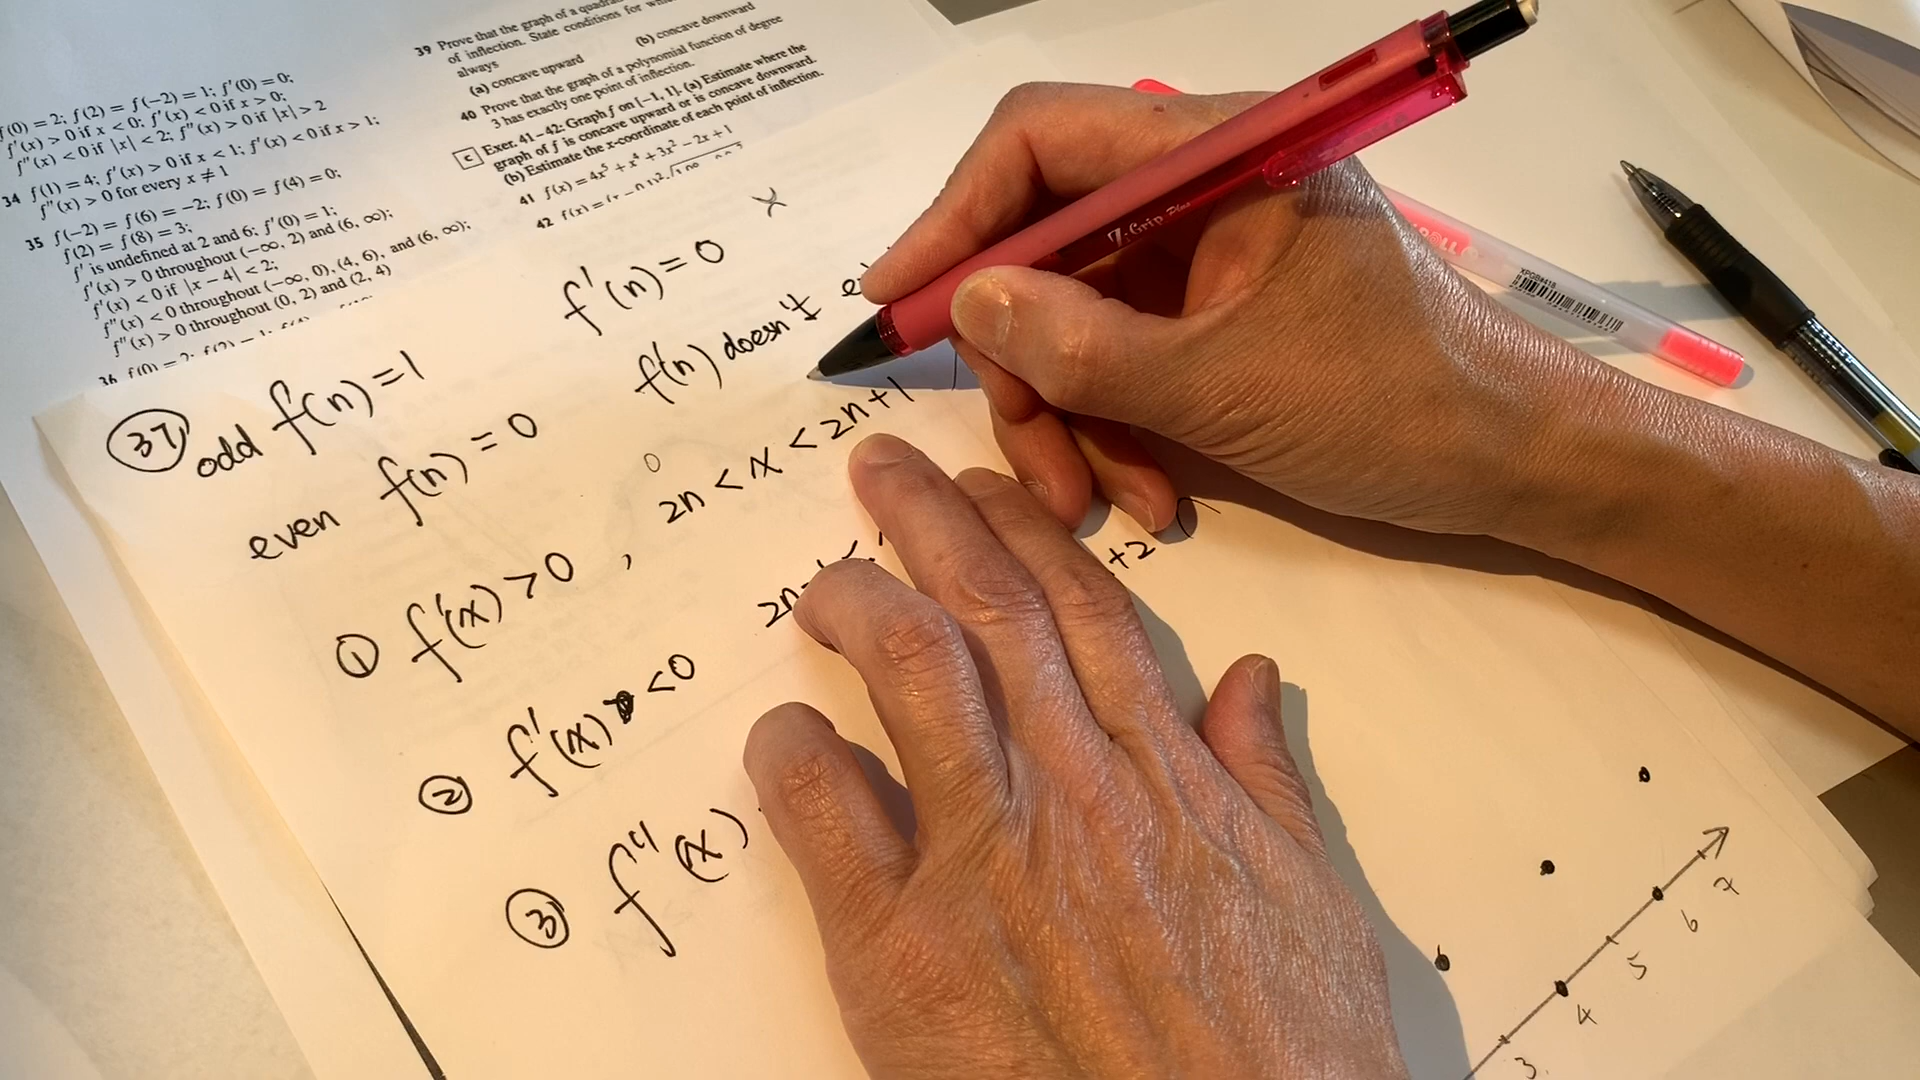 f(0) = 2; f(2) = f(−2) = 1; f′(0) = 0;
f′(x) > 0 if x < 0; f′(x) < 0 if x > 0;
f″(x) < 0 if |x| < 2; f″(x) > 0 if |x| > 2
34 f(1) = 4; f′(x) > 0 if x < 1; f′(x) < 0 if x > 1;
f″(x) > 0 for every x ≠ 1
35 f(−2) = f(6) = −2; f(0) = f(4) = 0;
f(2) = f(8) = 3;
f′ is undefined at 2 and 6; f′(0) = 1;
f′(x) > 0 throughout (−∞, 2) and (6, ∞);
f′(x) < 0 if |x − 4| < 2;
f″(x) < 0 throughout (−∞, 0), (4, 6), and (6, ∞);
f″(x) > 0 throughout (0, 2) and (2, 4)
36
39 Prove that the graph of a
of inflection. State conditions for
always
(a) concave upward (b) concave downward
40 Prove that the graph of a polynomial function of degree
3 has exactly one point of inflection.
c Exer. 41–42: Graph f on [−1, 1]. (a) Estimate where the
graph of f is concave upward or is concave downward.
(b) Estimate the x-coordinate of each point of inflection.
41 f(x) = 4x⁵ + x⁴ + 3x² − 2x + 1
42 f(x) =
37 odd f(n) = 1
even f(n) = 0
f′(n) = 0
f′(n) doesn't
① f′(x) > 0 , 2n < x < 2n+1
0
② f′(x) < 0 2n
+2
③ f″(x)
3
4
5
6
7
Z-Grip Plus
XPGB#418